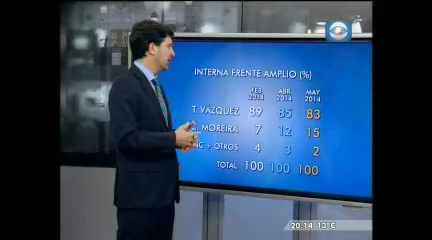 INTERNA FRENTE AMPLIO (%)
FEB 2014 ABR 2014 MAY 2014
T. VÁZQUEZ 89 85 83
MOREIRA 7 12 15
+ OTROS 4 3 2
TOTAL 100 100 100
20:14 13°C